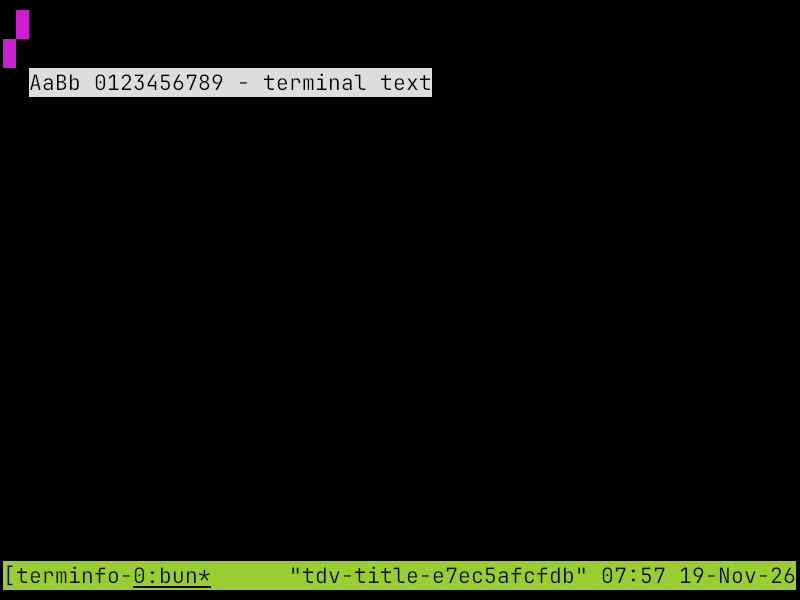 AaBb 0123456789 - terminal text
[terminfo-0:bun* "tdv-title-e7ec5afcfdb" 07:57 19-Nov-26